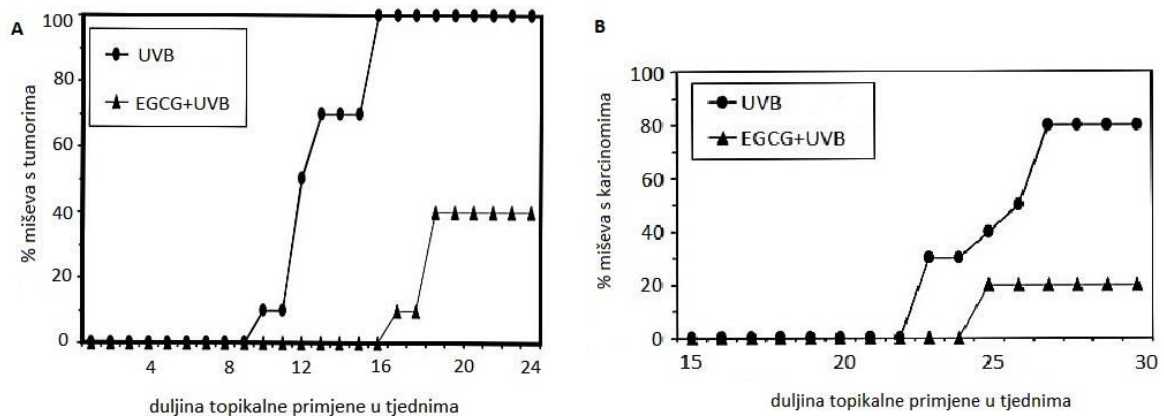 A
% miševa s tumorima
100
80
60
40
20
0
UVB
EGCG+UVB
4 8 12 16 20 24
duljina topikalne primjene u tjednima
B
% miševa s karcinomima
100
80
60
40
20
0
UVB
EGCG+UVB
15 20 25 30
duljina topikalne primjene u tjednima